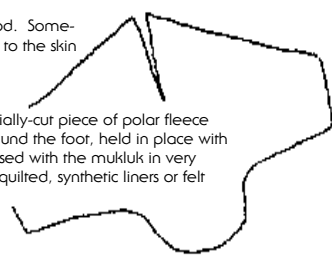 od. Some-
to the skin
ially-cut piece of polar fleece
und the foot, held in place with
sed with the mukluk in very
quilted, synthetic liners or felt